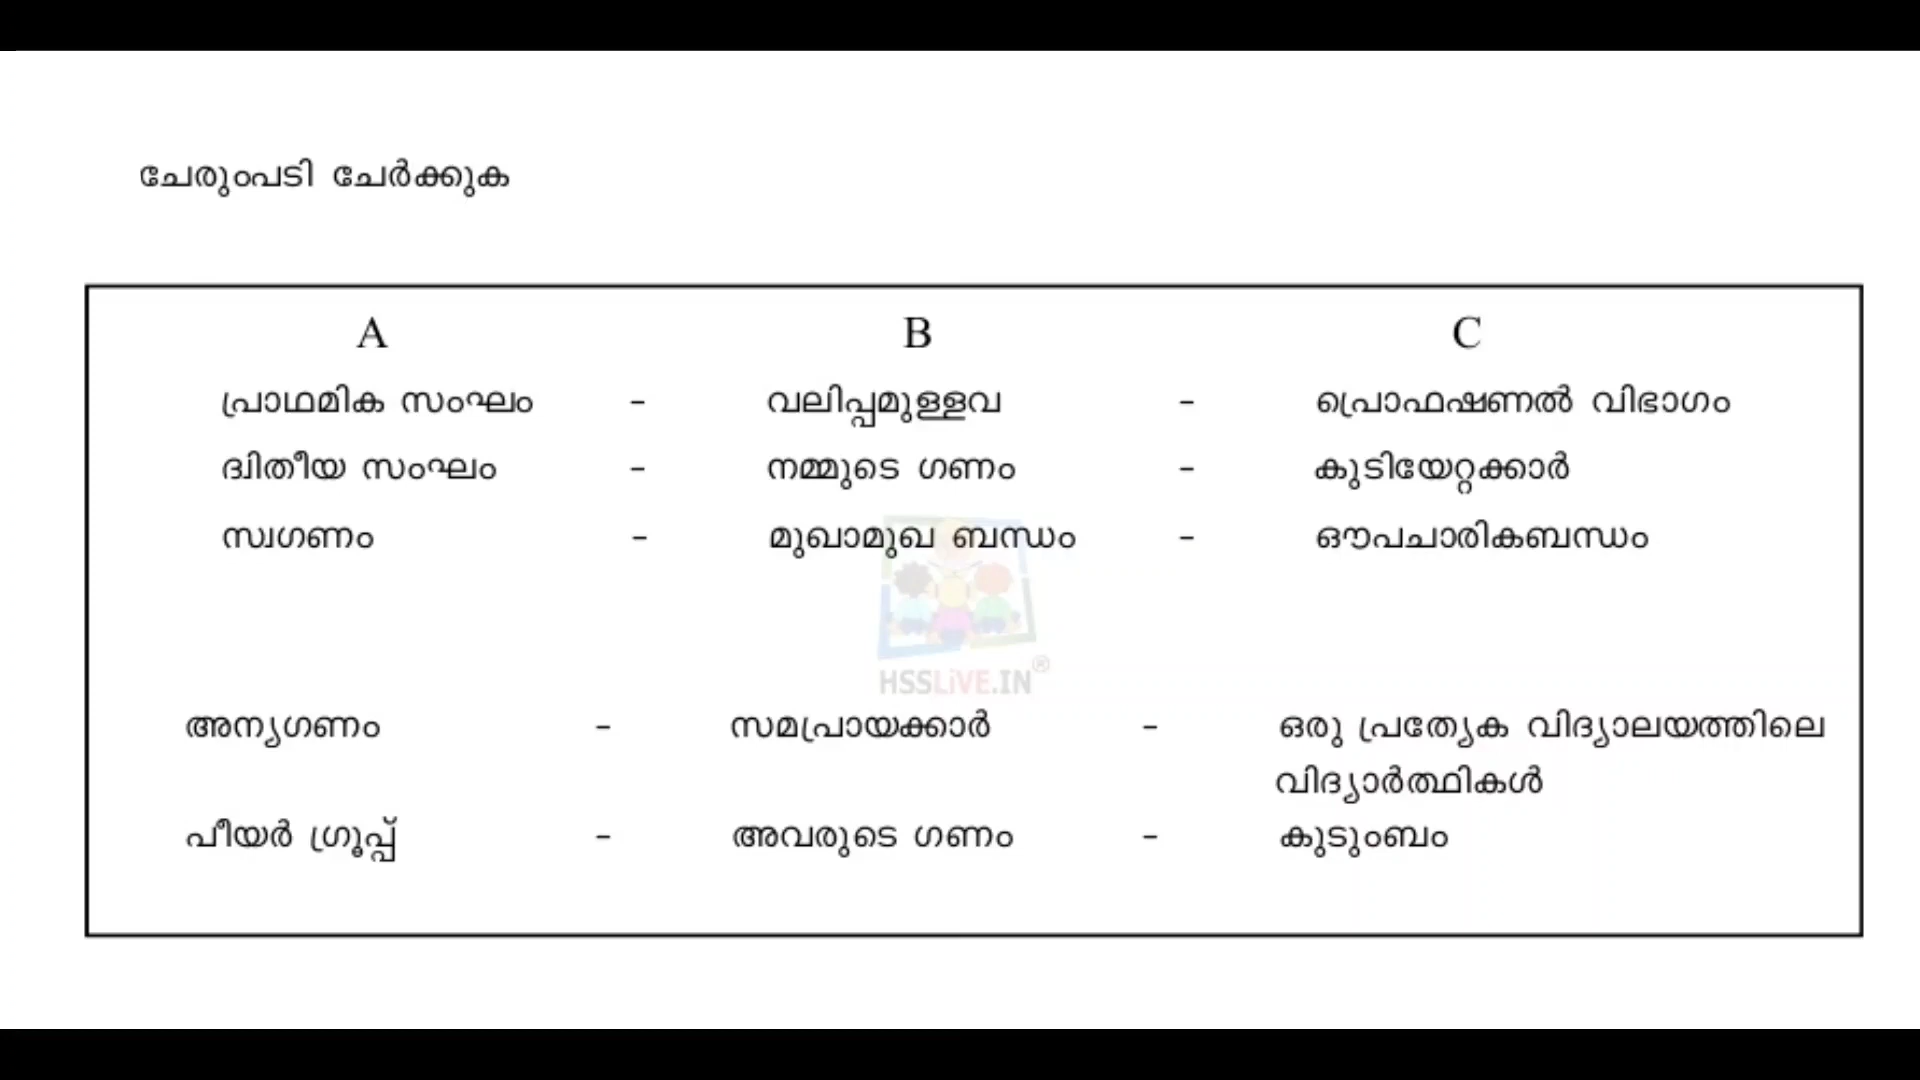 ചേരുംപടി ചേർക്കുക
A B C
പ്രാഥമിക സംഘം - വലിപ്പമുള്ളവ - പ്രൊഫഷണൽ വിഭാഗം
ദ്വിതീയ സംഘം - നമ്മുടെ ഗണം - കുടിയേറ്റക്കാർ
സ്വഗണം - മുഖാമുഖ ബന്ധം - ഔപചാരികബന്ധം
HSSLiVE.IN®
അന്യഗണം - സമപ്രായക്കാർ - ഒരു പ്രത്യേക വിദ്യാലയത്തിലെ
വിദ്യാർത്ഥികൾ
പീയർ ഗ്രൂപ്പ് - അവരുടെ ഗണം - കുടുംബം